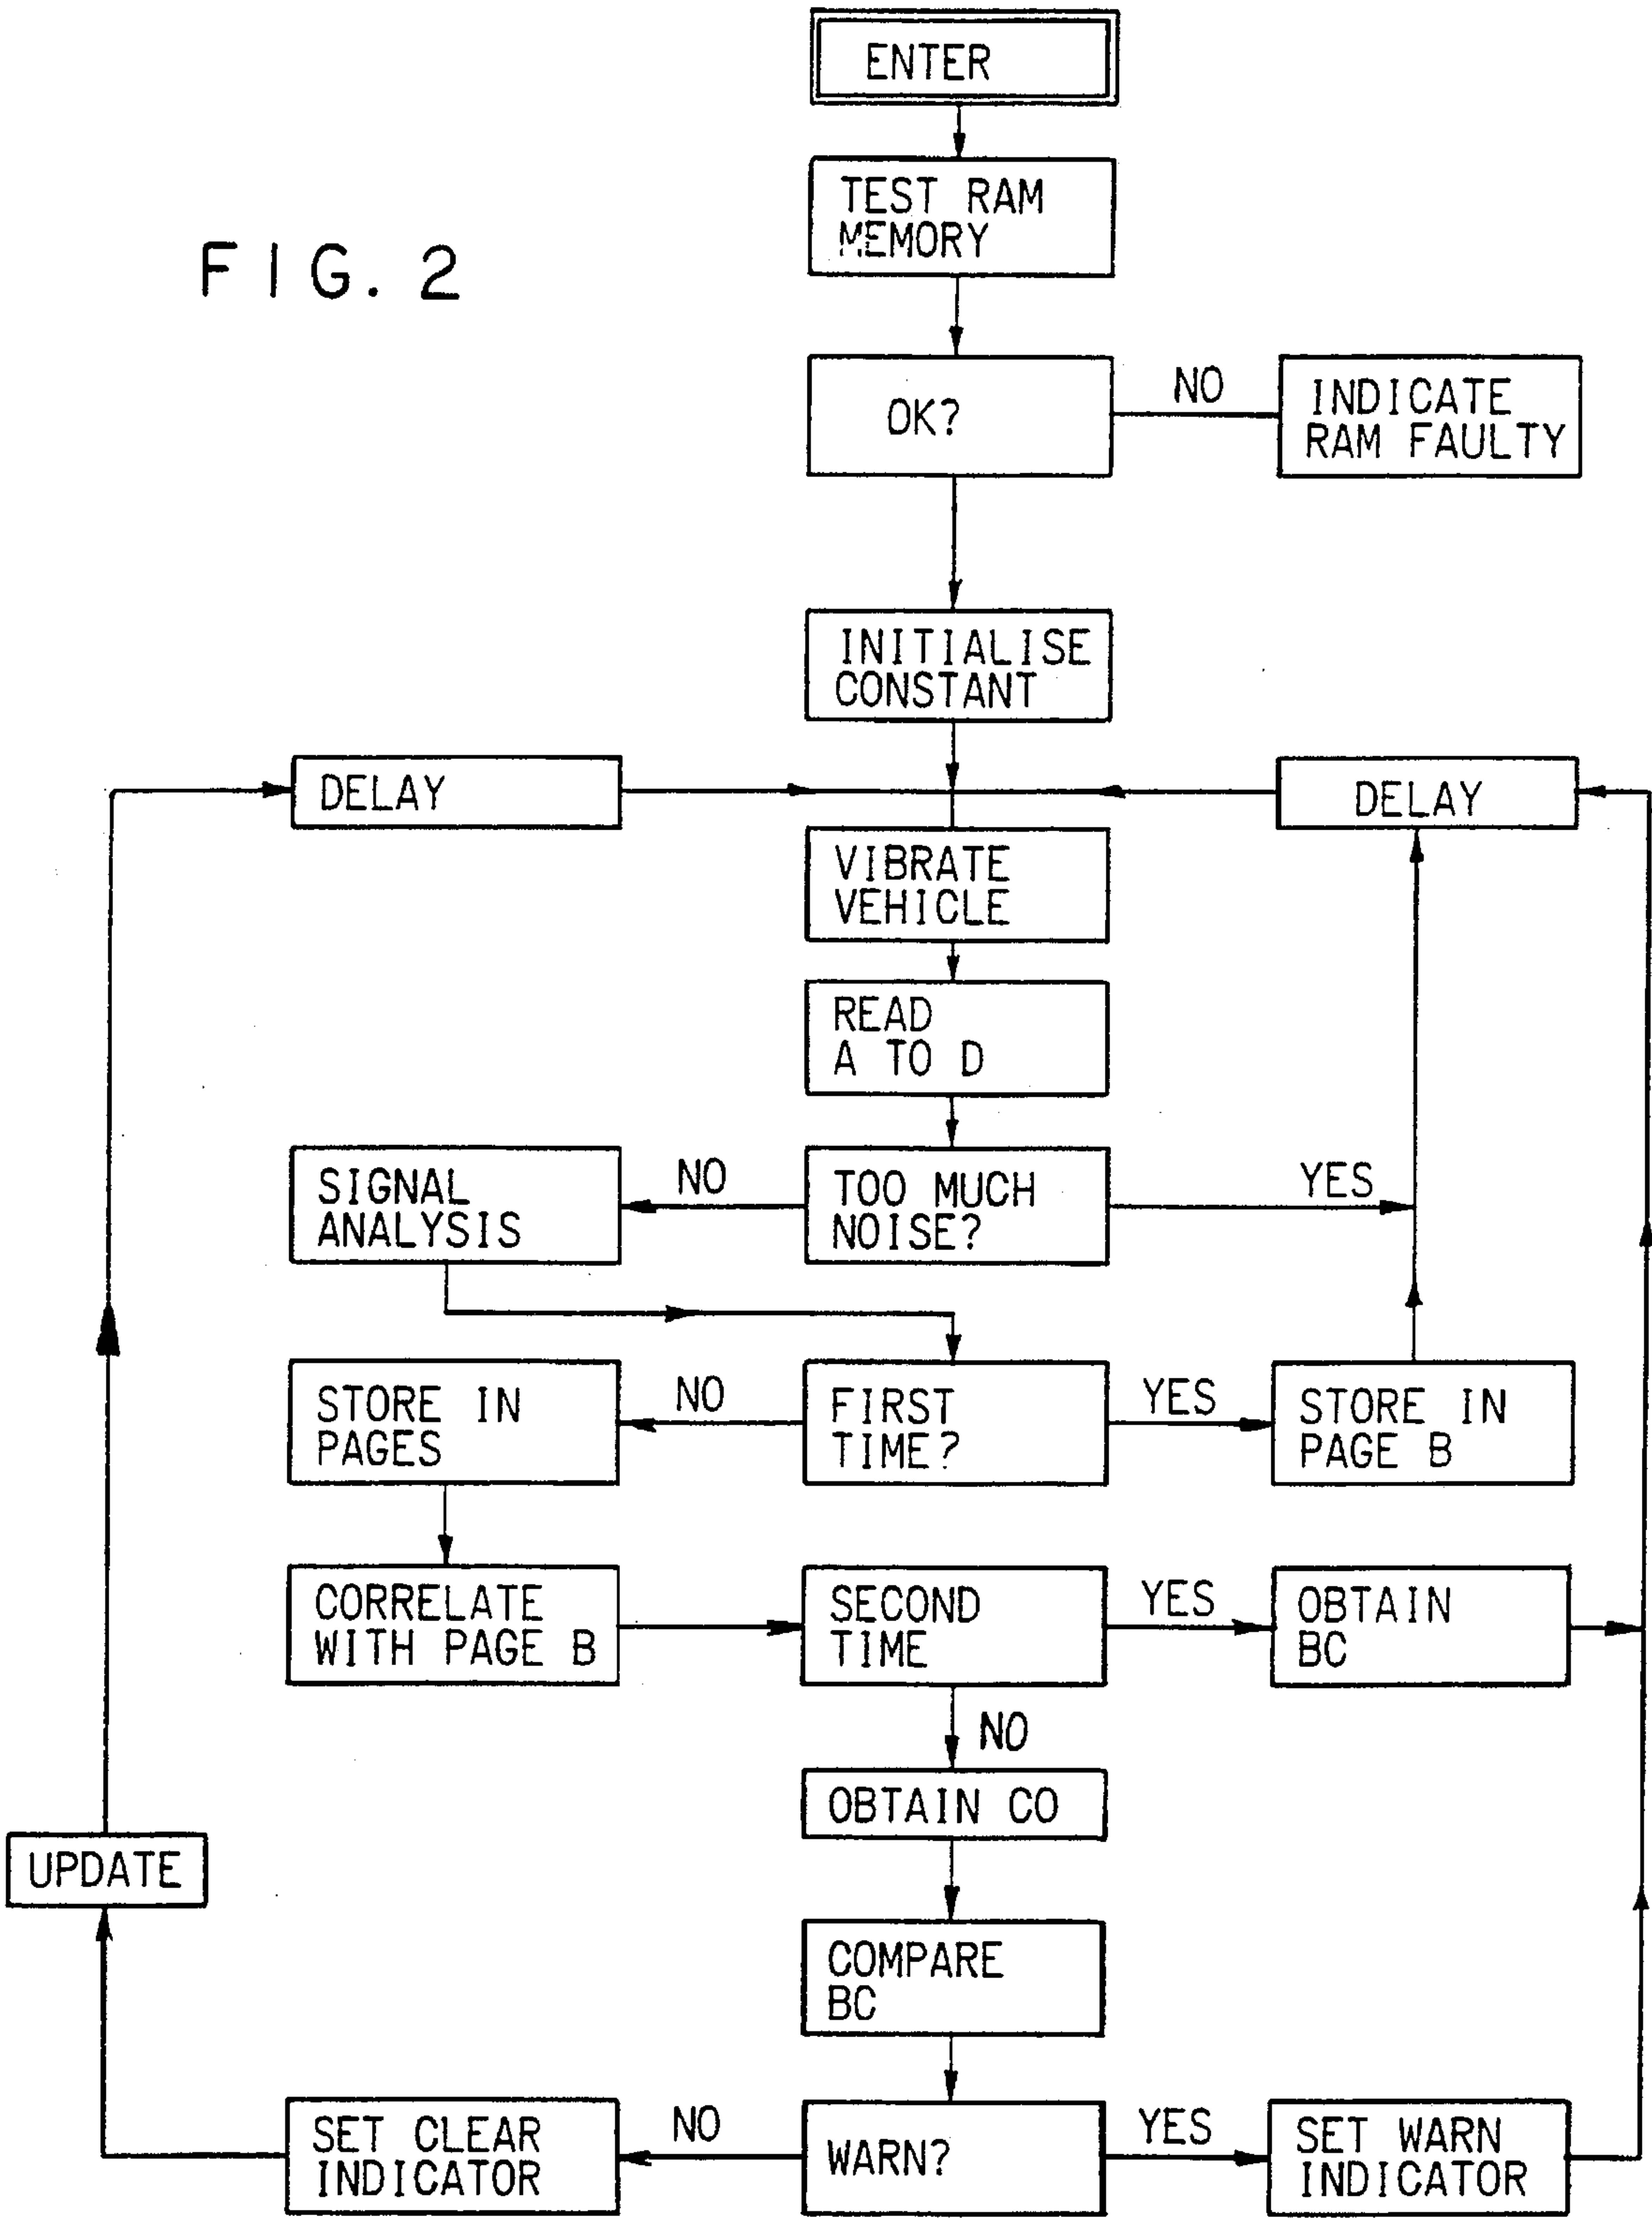 ENTER
TEST RAM
MEMORY
FIG. 2
OK?
NO
INDICATE
RAM FAULTY
INITIALISE
CONSTANT
DELAY
DELAY
VIBRATE
VEHICLE
READ
A TO D
SIGNAL
ANALYSIS
NO
TOO MUCH
NOISE?
YES
STORE IN
PAGES
NO
FIRST
TIME?
YES
STORE IN
PAGE B
CORRELATE
WITH PAGE B
SECOND
TIME
YES
OBTAIN
BC
NO
OBTAIN CO
UPDATE
COMPARE
BC
SET CLEAR
INDICATOR
NO
WARN?
YES
SET WARN
INDICATOR